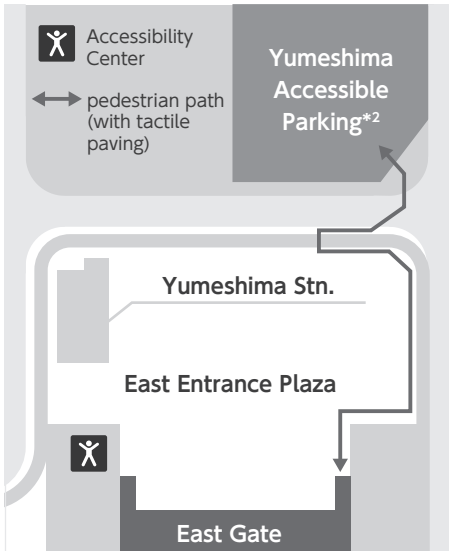 Accessibility
Center
pedestrian path
(with tactile
paving)
Yumeshima
Accessible
Parking*2
Yumeshima Stn.
East Entrance Plaza
East Gate